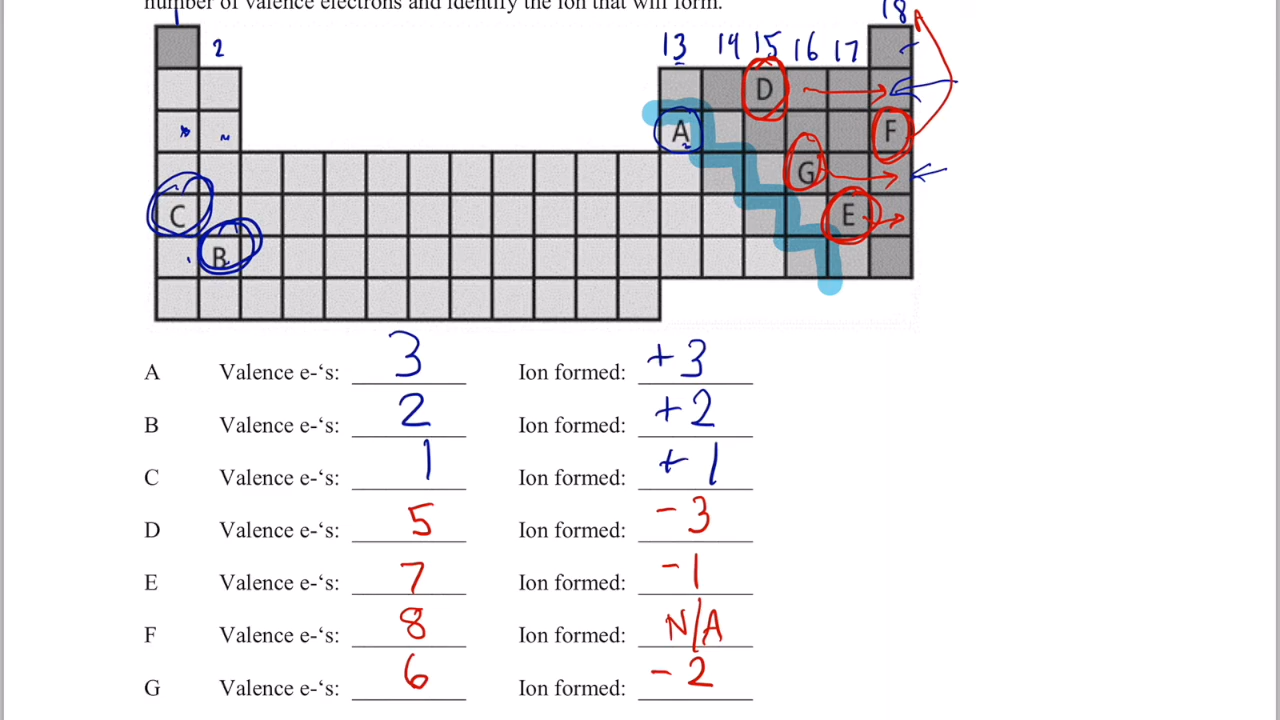 number of valence electrons and identify the ion that will form.
1 18
2 13 14 15 16 17
D
A F
G
C E
B
A Valence e-‘s: 3 Ion formed: +3
B Valence e-‘s: 2 Ion formed: +2
C Valence e-‘s: 1 Ion formed: +1
D Valence e-‘s: 5 Ion formed: -3
E Valence e-‘s: 7 Ion formed: -1
F Valence e-‘s: 8 Ion formed: N/A
G Valence e-‘s: 6 Ion formed: -2